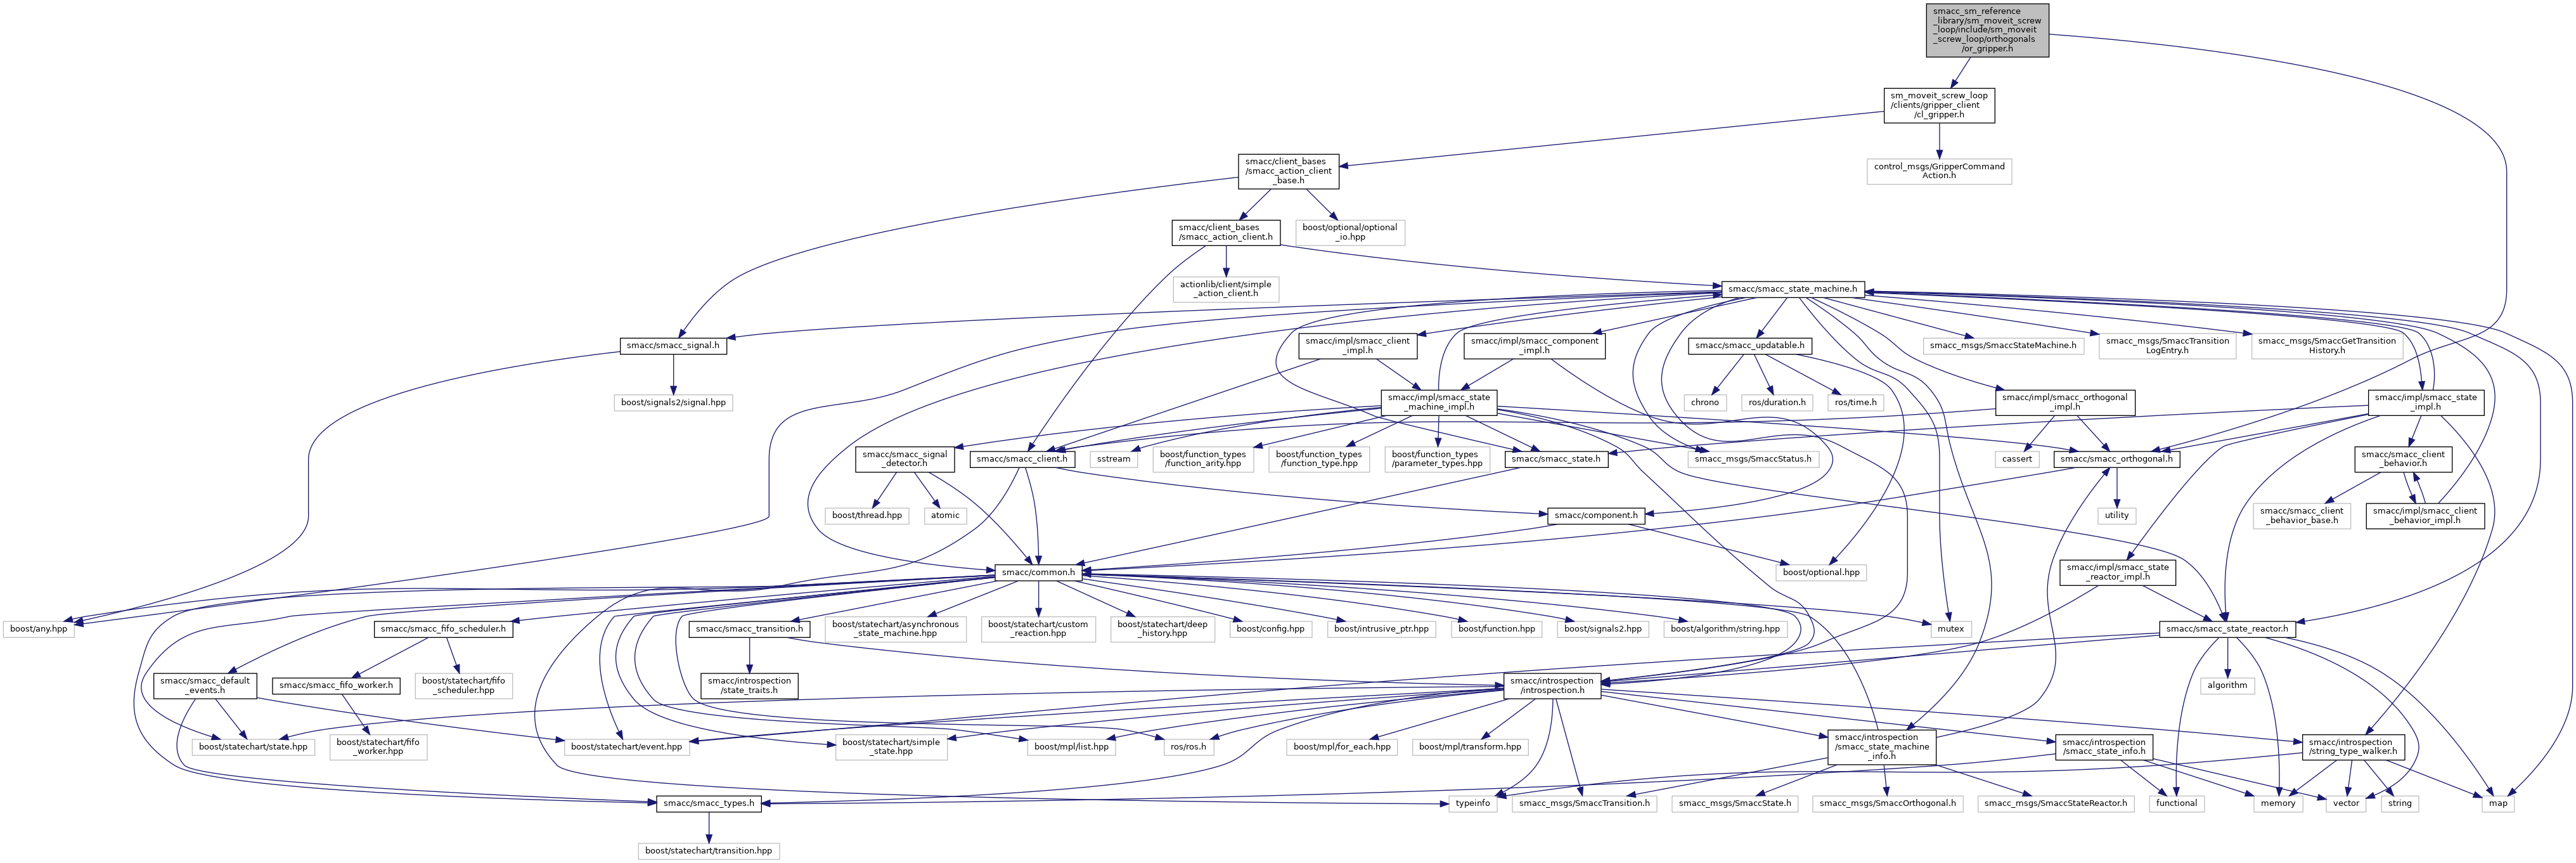 smacc_sm_reference
_library/sm_moveit_screw
_loop/include/sm_moveit
_screw_loop/orthogonals
/or_gripper.h
sm_moveit_screw_loop
/clients/gripper_client
/cl_gripper.h
smacc/client_bases
/smacc_action_client
_base.h
control_msgs/GripperCommand
Action.h
smacc/client_bases
/smacc_action_client.h
boost/optional/optional
_io.hpp
actionlib/client/simple
_action_client.h
smacc/smacc_state_machine.h
smacc/smacc_signal.h
smacc/impl/smacc_client
_impl.h
smacc/impl/smacc_component
_impl.h
smacc/smacc_updatable.h
smacc_msgs/SmaccStateMachine.h
smacc_msgs/SmaccTransition
LogEntry.h
smacc_msgs/SmaccGetTransition
History.h
boost/signals2/signal.hpp
smacc/impl/smacc_state
_machine_impl.h
chrono
ros/duration.h
ros/time.h
smacc/impl/smacc_orthogonal
_impl.h
smacc/impl/smacc_state
_impl.h
smacc/smacc_signal
_detector.h
smacc/smacc_client.h
sstream
boost/function_types
/function_arity.hpp
boost/function_types
/function_type.hpp
boost/function_types
/parameter_types.hpp
smacc/smacc_state.h
smacc_msgs/SmaccStatus.h
cassert
smacc/smacc_orthogonal.h
smacc/smacc_client
_behavior.h
boost/thread.hpp
atomic
smacc/component.h
utility
smacc/smacc_client
_behavior_base.h
smacc/impl/smacc_client
_behavior_impl.h
smacc/common.h
boost/optional.hpp
smacc/impl/smacc_state
_reactor_impl.h
boost/any.hpp
smacc/smacc_fifo_scheduler.h
smacc/smacc_transition.h
boost/statechart/asynchronous
_state_machine.hpp
boost/statechart/custom
_reaction.hpp
boost/statechart/deep
_history.hpp
boost/config.hpp
boost/intrusive_ptr.hpp
boost/function.hpp
boost/signals2.hpp
boost/algorithm/string.hpp
mutex
smacc/smacc_state_reactor.h
smacc/smacc_default
_events.h
smacc/smacc_fifo_worker.h
boost/statechart/fifo
_scheduler.hpp
smacc/introspection
/state_traits.h
smacc/introspection
/introspection.h
algorithm
boost/statechart/state.hpp
boost/statechart/fifo
_worker.hpp
boost/statechart/event.hpp
boost/statechart/simple
_state.hpp
boost/mpl/list.hpp
ros/ros.h
boost/mpl/for_each.hpp
boost/mpl/transform.hpp
smacc/introspection
/smacc_state_machine
_info.h
smacc/introspection
/smacc_state_info.h
smacc/introspection
/string_type_walker.h
smacc/smacc_types.h
typeinfo
smacc_msgs/SmaccTransition.h
smacc_msgs/SmaccState.h
smacc_msgs/SmaccOrthogonal.h
smacc_msgs/SmaccStateReactor.h
functional
memory
vector
string
map
boost/statechart/transition.hpp